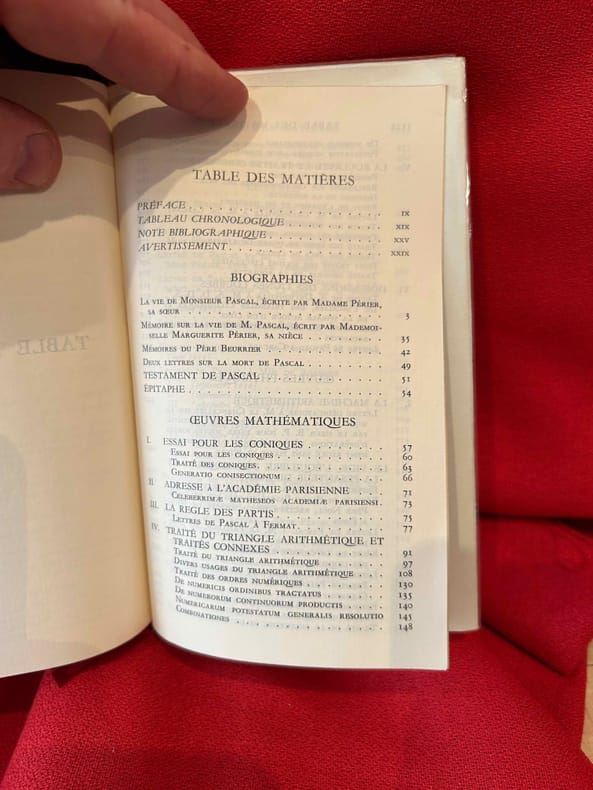 TABLE DES MATIÈRES
PRÉFACE . . . . . . . . . . . . . . . . . ix
TABLEAU CHRONOLOGIQUE . . . . . . . . . xix
NOTE BIBLIOGRAPHIQUE . . . . . . . . . . xxv
AVERTISSEMENT . . . . . . . . . . . . . . xxix
BIOGRAPHIES
La vie de Monsieur Pascal, écrite par Madame Périer,
sa sœur . . . . . . . . . . . . . . . . 3
Mémoire sur la vie de M. Pascal, écrit par Mademoi-
selle Marguerite Périer, sa nièce . . . . . . 35
Mémoires du Père Beurrier . . . . . . . . . 42
Deux lettres sur la mort de Pascal . . . . . . 49
TESTAMENT DE PASCAL . . . . . . . . . . 51
ÉPITAPHE . . . . . . . . . . . . . . . . 54
ŒUVRES MATHÉMATIQUES
I. ESSAI POUR LES CONIQUES . . . . . . . 57
Essai pour les coniques . . . . . . . . . 60
Traité des coniques . . . . . . . . . . . 63
Generatio conisectionum . . . . . . . . 66
II. ADRESSE à L'ACADÉMIE PARISIENNE . . . 71
Celeberrimæ matheseos academiæ parisiensi. 73
III. LA REGLE DES PARTIS . . . . . . . . . 75
Lettres de Pascal à Fermat . . . . . . . . 77
IV. TRAITÉ DU TRIANGLE ARITHMÉTIQUE ET
TRAITÉS CONNEXES . . . . . . . . . . . 91
Traité du triangle arithmétique . . . . . . 97
Divers usages du triangle arithmétique . . . 108
Traité des ordres numériques . . . . . . . 130
De numericis ordinibus tractatus . . . . . 135
De numerorum continuorum productis . . . 140
Numericarum potestatum generalis resolutio 145
Combinationes . . . . . . . . . . . . . . 148